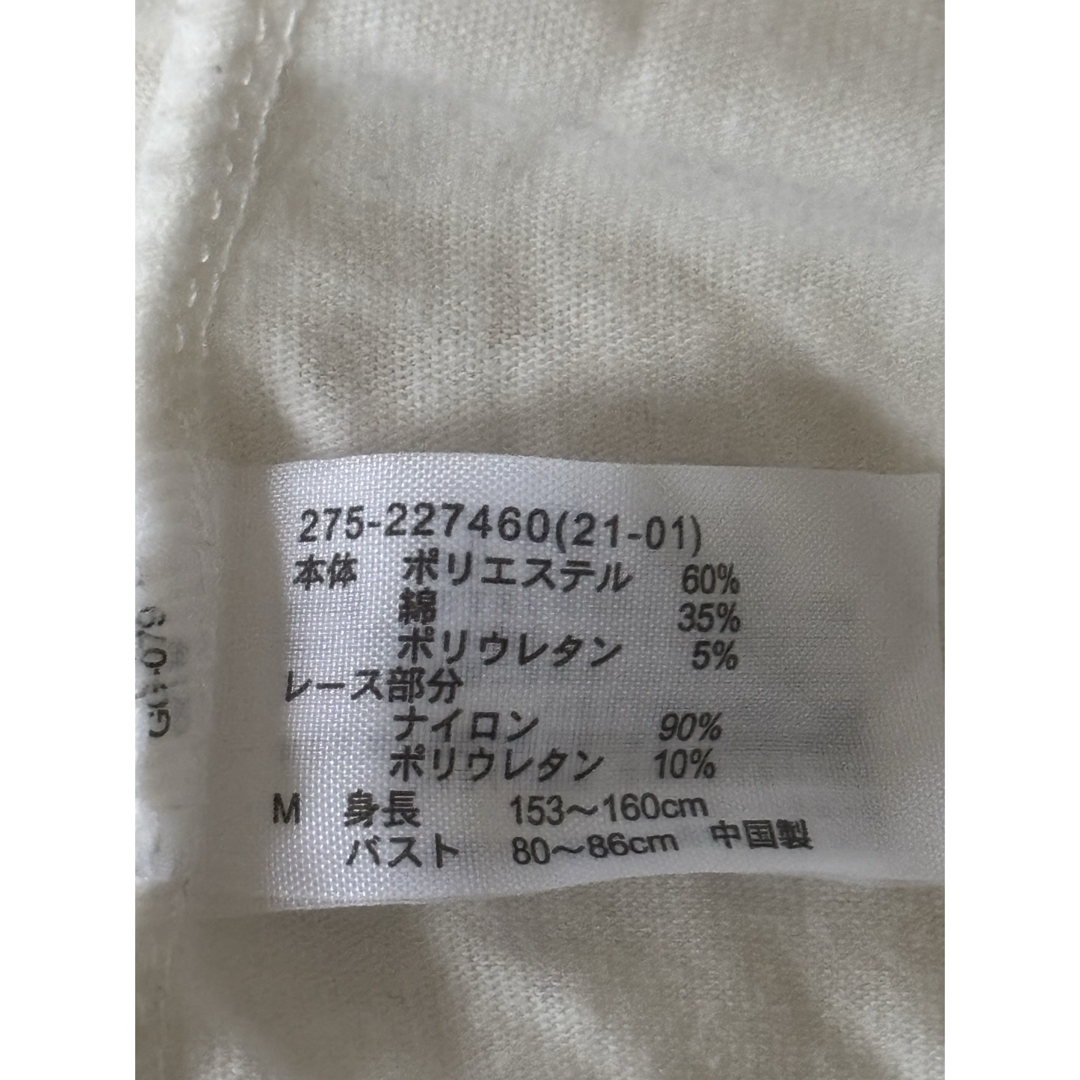 275-227460(21-01)
本体 ポリエステル 60%
綿 35%
ポリウレタン 5%
レース部分
ナイロン 90%
ポリウレタン 10%
M 身長 153～160cm
バスト 80～86cm 中国製